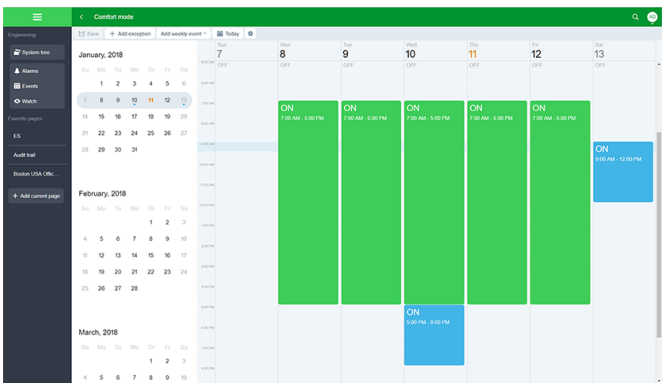 Comfort mode
AD
Engineering
System tree
Alarms
Events
Watch
Favorite pages
ES
Audit trail
Boston USA Offic...
+ Add current page
Save + Add exception Add weekly event Today
January, 2018
Su Mo Tu We Th Fr Sa
1 2 3 4 5 6
7 8 9 10 11 12 13
14 15 16 17 18 19 20
21 22 23 24 25 26 27
28 29 30 31
February, 2018
Su Mo Tu We Th Fr Sa
1 2 3
4 5 6 7 8 9 10
11 12 13 14 15 16 17
18 19 20 21 22 23 24
25 26 27 28
March, 2018
Su Mo Tu We Th Fr Sa
1 2 3
4 5 6 7 8 9 10
Sun Mon Tue Wed Thu Fri Sat
7 8 9 10 11 12 13
OFF OFF OFF OFF OFF OFF OFF
ON ON ON ON ON
7:00 AM - 5:00 PM 7:00 AM - 5:00 PM 7:00 AM - 5:00 PM 7:00 AM - 5:00 PM 7:00 AM - 5:00 PM
ON
9:00 AM - 12:00 PM
ON
5:00 PM - 8:00 PM